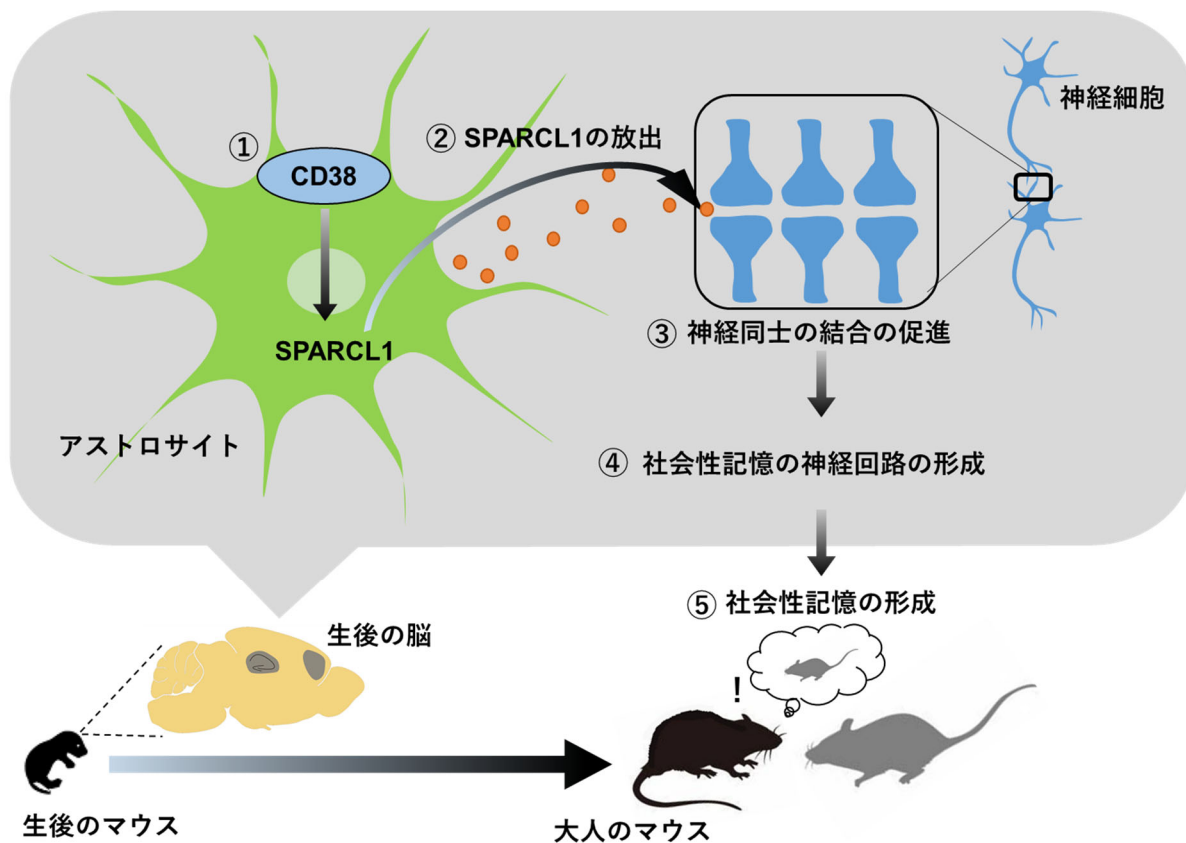 ① CD38
② SPARCL1の放出
神経細胞
SPARCL1
③ 神経同士の結合の促進
アストロサイト
④ 社会性記憶の神経回路の形成
⑤ 社会性記憶の形成
生後の脳
!
生後のマウス
大人のマウス